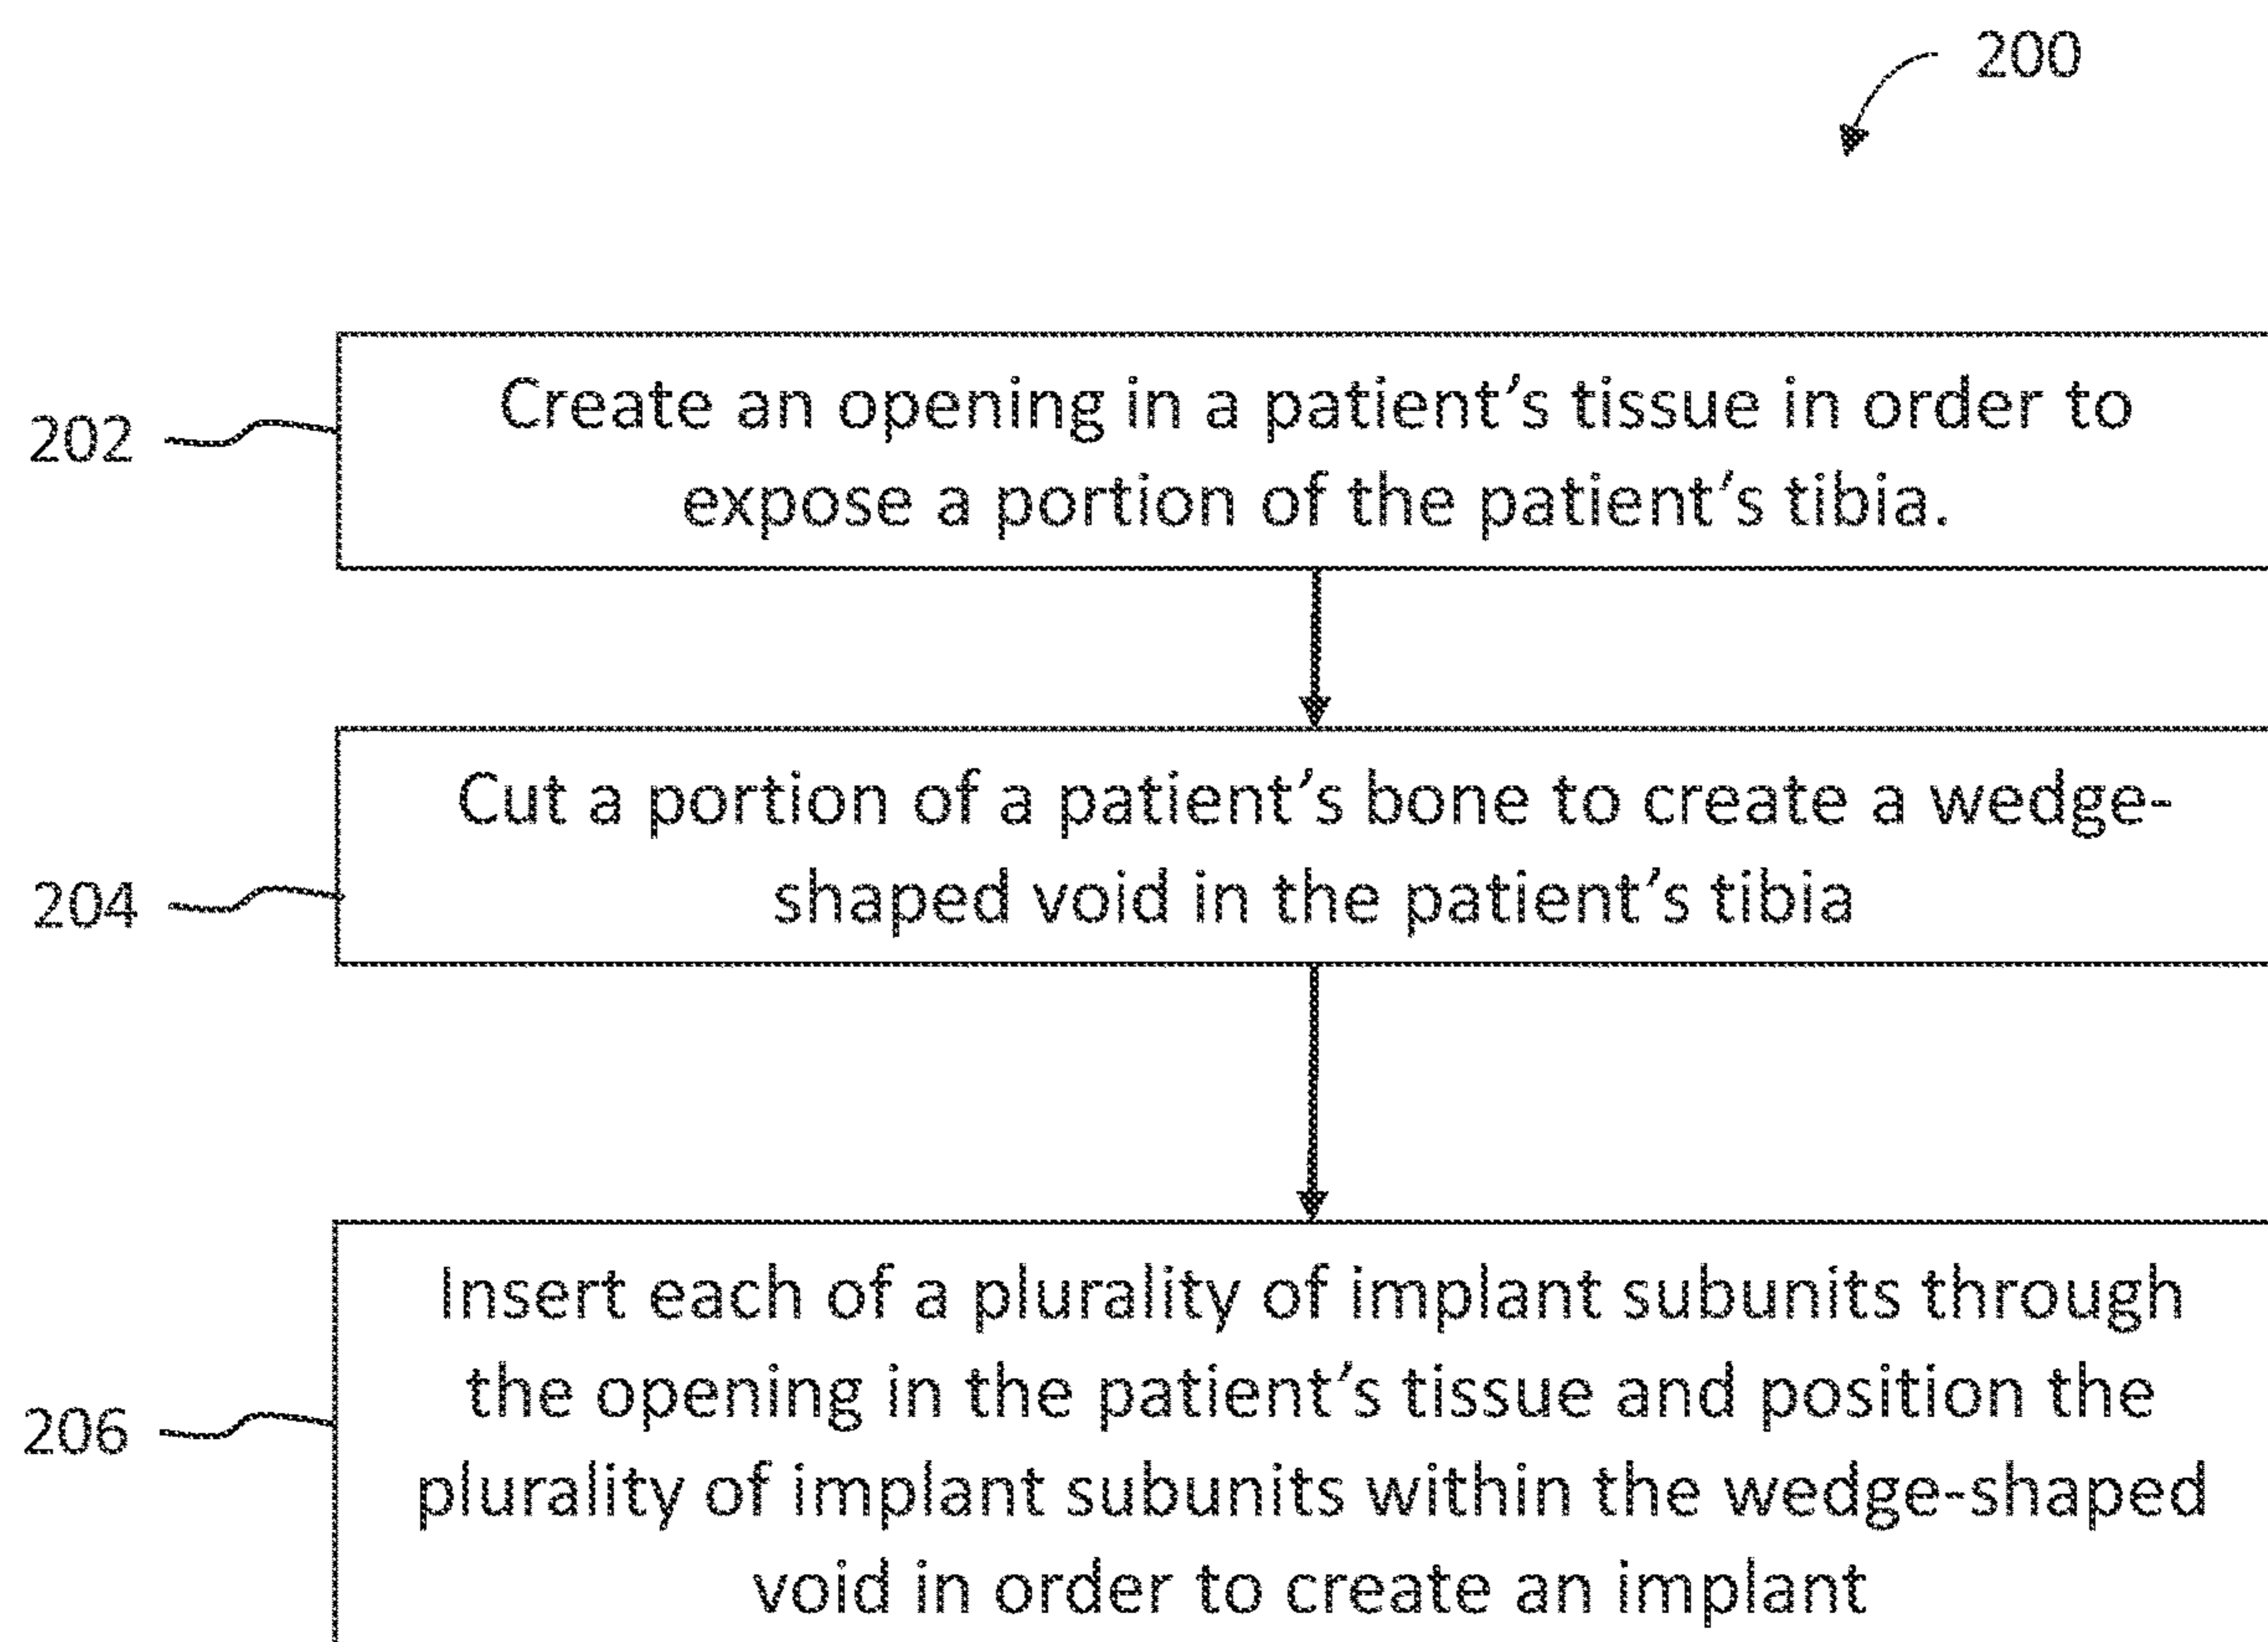 200
202
Create an opening in a patient's tissue in order to
expose a portion of the patient's tibia.
204
Cut a portion of a patient's bone to create a wedge-
shaped void in the patient's tibia
206
Insert each of a plurality of implant subunits through
the opening in the patient's tissue and position the
plurality of implant subunits within the wedge-shaped
void in order to create an implant